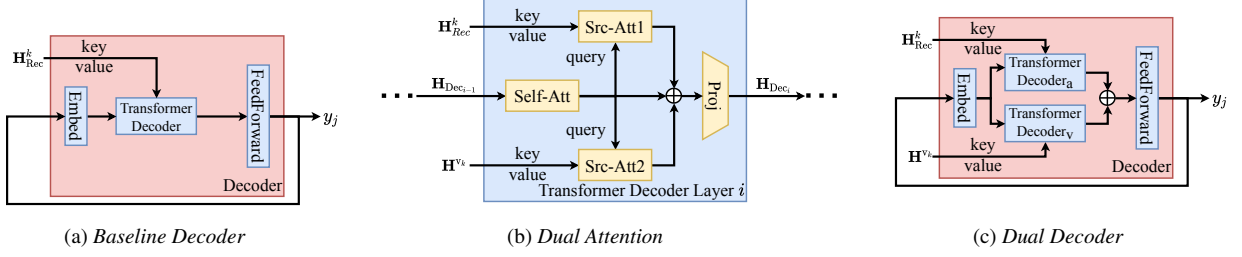 H^k_Rec
key
value
Embed
Transformer
Decoder
FeedForward
y_j
Decoder
(a) Baseline Decoder
H^k_Rec
key
value
Src-Att1
query
H_Dec_{i-1}
Self-Att
Proj
H_Dec_i
query
H^{v_k}
key
value
Src-Att2
Transformer Decoder Layer i
(b) Dual Attention
H^k_Rec
key
value
Transformer
Decoder_a
Embed
Transformer
Decoder_v
FeedForward
y_j
H^{v_k}
key
value
Decoder
(c) Dual Decoder